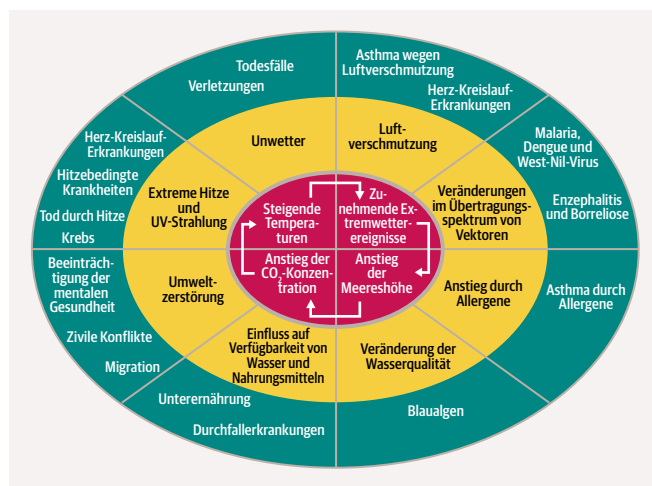 Todesfälle
Verletzungen
Asthma wegen
Luftverschmutzung
Herz-Kreislauf-
Erkrankungen
Malaria,
Dengue und
West-Nil-Virus
Enzephalitis
und Borreliose
Asthma durch
Allergene
Blaualgen
Durchfallerkrankungen
Unterernährung
Migration
Zivile Konflikte
Beeinträch-
tigung der
mentalen
Gesundheit
Krebs
Tod durch Hitze
Hitzebedingte
Krankheiten
Herz-Kreislauf-
Erkrankungen
Unwetter
Luft-
verschmutzung
Veränderungen
im Übertragungs-
spektrum von
Vektoren
Anstieg durch
Allergene
Veränderung der
Wasserqualität
Einfluss auf
Verfügbarkeit von
Wasser und
Nahrungsmitteln
Umwelt-
zerstörung
Extreme Hitze
und
UV-Strahlung
Steigende
Tempera-
turen
Zu-
nehmende Ex-
tremwetter-
ereignisse
Anstieg
der
Meereshöhe
Anstieg der
CO₂-Konzen-
tration